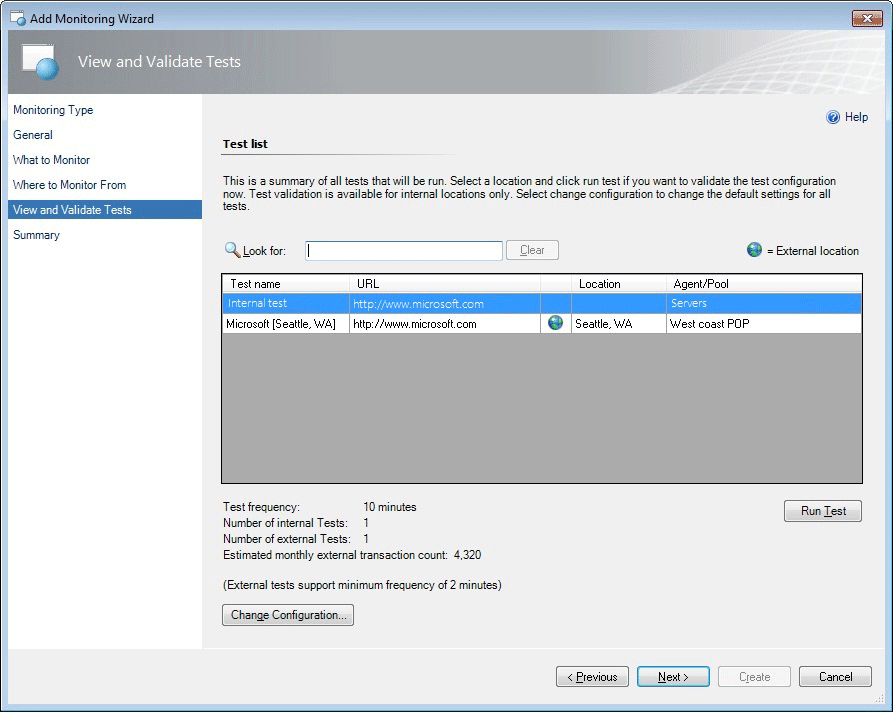 Add Monitoring Wizard
View and Validate Tests
Monitoring Type
General
What to Monitor
Where to Monitor From
View and Validate Tests
Summary
Help
Test list
This is a summary of all tests that will be run. Select a location and click run test if you want to validate the test configuration
now. Test validation is available for internal locations only. Select change configuration to change the default settings for all
tests.
Look for:
Clear
= External location
Test name URL Location Agent/Pool
Internal test http://www.microsoft.com Servers
Microsoft [Seattle, WA] http://www.microsoft.com Seattle, WA West coast POP
Test frequency: 10 minutes
Number of internal Tests: 1
Number of external Tests: 1
Estimated monthly external transaction count: 4,320
(External tests support minimum frequency of 2 minutes)
Run Test
Change Configuration...
< Previous
Next >
Create
Cancel